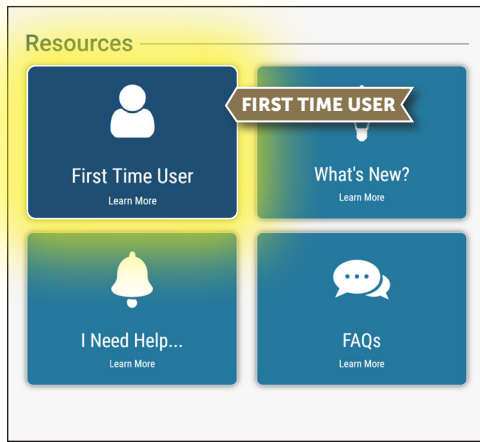 Resources
FIRST TIME USER
First Time User
Learn More
What's New?
Learn More
I Need Help...
Learn More
FAQs
Learn More